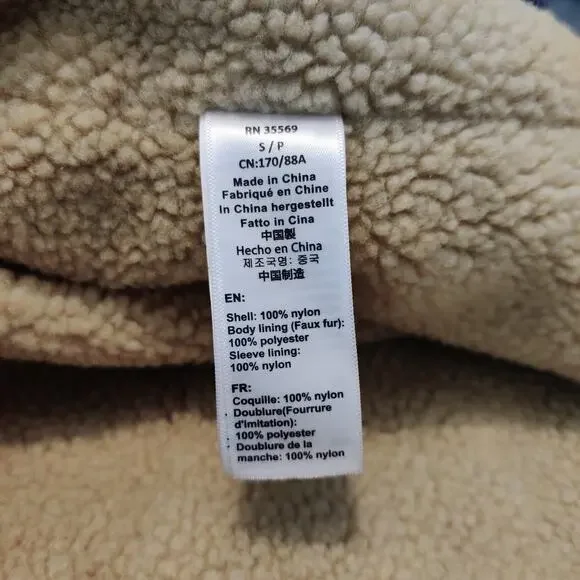 RN 35569
S / P
CN:170/88A
Made in China
Fabriqué en Chine
In China hergestellt
Fatto in Cina
中国製
Hecho en China
제조국명: 중국
中国制造
EN:
Shell: 100% nylon
Body lining (Faux fur):
100% polyester
Sleeve lining:
100% nylon
FR:
Coquille: 100% nylon
Doublure(Fourrure
d'imitation):
100% polyester
Doublure de la
manche: 100% nylon